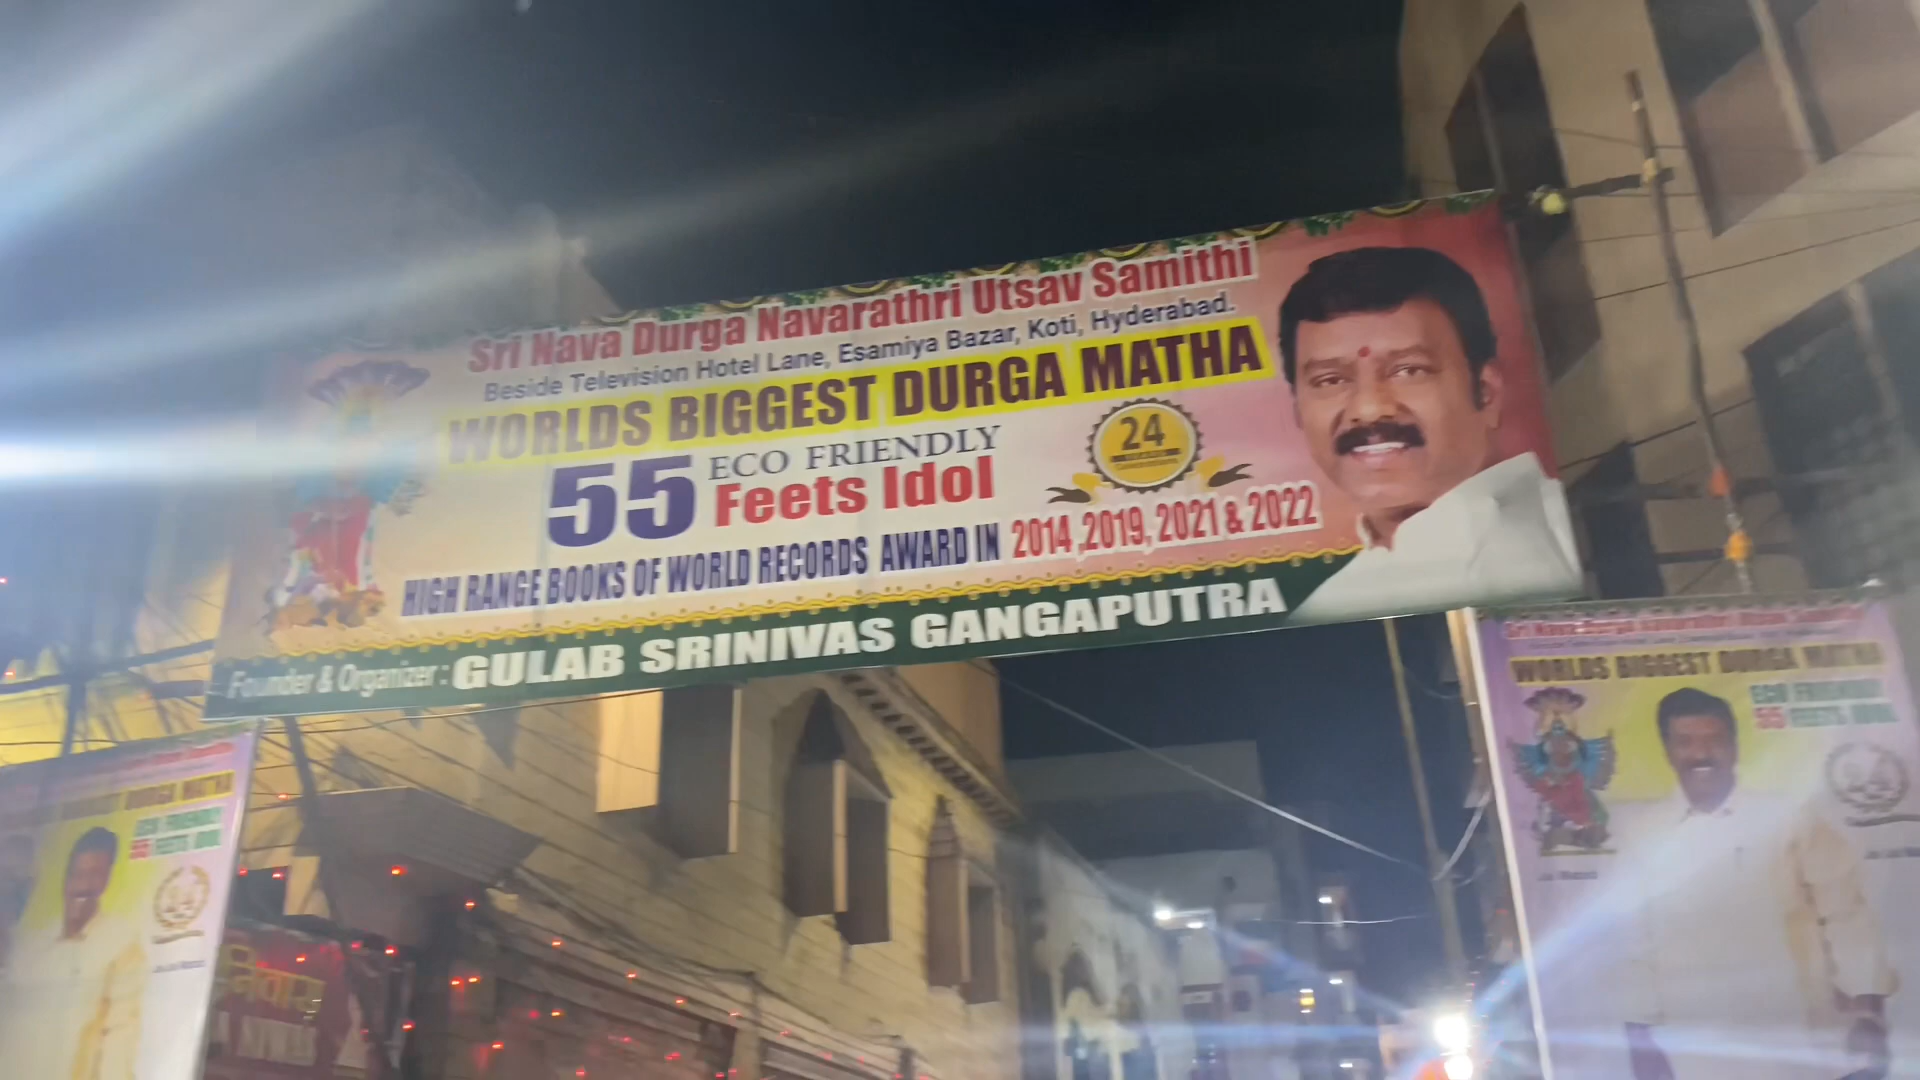 Sri Nava Durga Navarathri Utsav Samithi
Beside Television Hotel Lane, Esamiya Bazar, Koti, Hyderabad.
WORLDS BIGGEST DURGA MATHA
55 ECO FRIENDLY
Feets Idol
24
HIGH RANGE BOOKS OF WORLD RECORDS AWARD IN 2014 ,2019, 2021 & 2022
Founder & Organizer : GULAB SRINIVAS GANGAPUTRA
DURGA MATHA
ECO FRIENDLY
55 FEETS IDOL
WORLDS BIGGEST DURGA MATHA
ECO FRIENDLY
55 FEETS IDOL